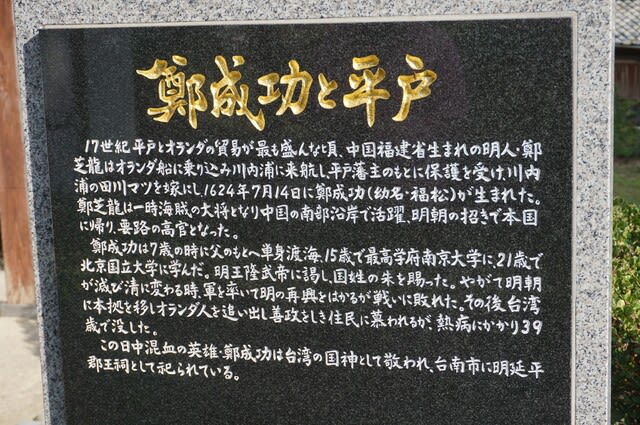 鄭成功と平戸
17世紀平戸とオランダの貿易が最も盛んな頃、中国福建省生まれの明人・鄭
芝龍はオランダ船に乗り込み川内浦に来航し平戸藩主のもとに保護を受け、川内
浦の田川マツを嫁にし1624年7月14日に鄭成功(幼名・福松)が生まれた。
鄭芝龍は一時海賊の大将となり中国の南部沿岸で活躍、明朝の招きで本国
に帰り、要路の高官となった。
鄭成功は7歳の時に父のもとへ単身渡海、15歳で最高学府南京大学に、21歳で
北京国立大学に学んだ。明王隆武帝に謁し、国姓の朱を賜った。やがて明朝
が滅び清に変わる時、軍を率いて明の再興をはかるが戦いに敗れた。その後台湾
に本拠を移しオランダ人を追い出し善政をしき住民に慕われるが、熱病にかかり39
歳で没した。
この日中混血の英雄・鄭成功は台湾の国神として敬われ、台南市に明延平
郡王祠として祀られている。